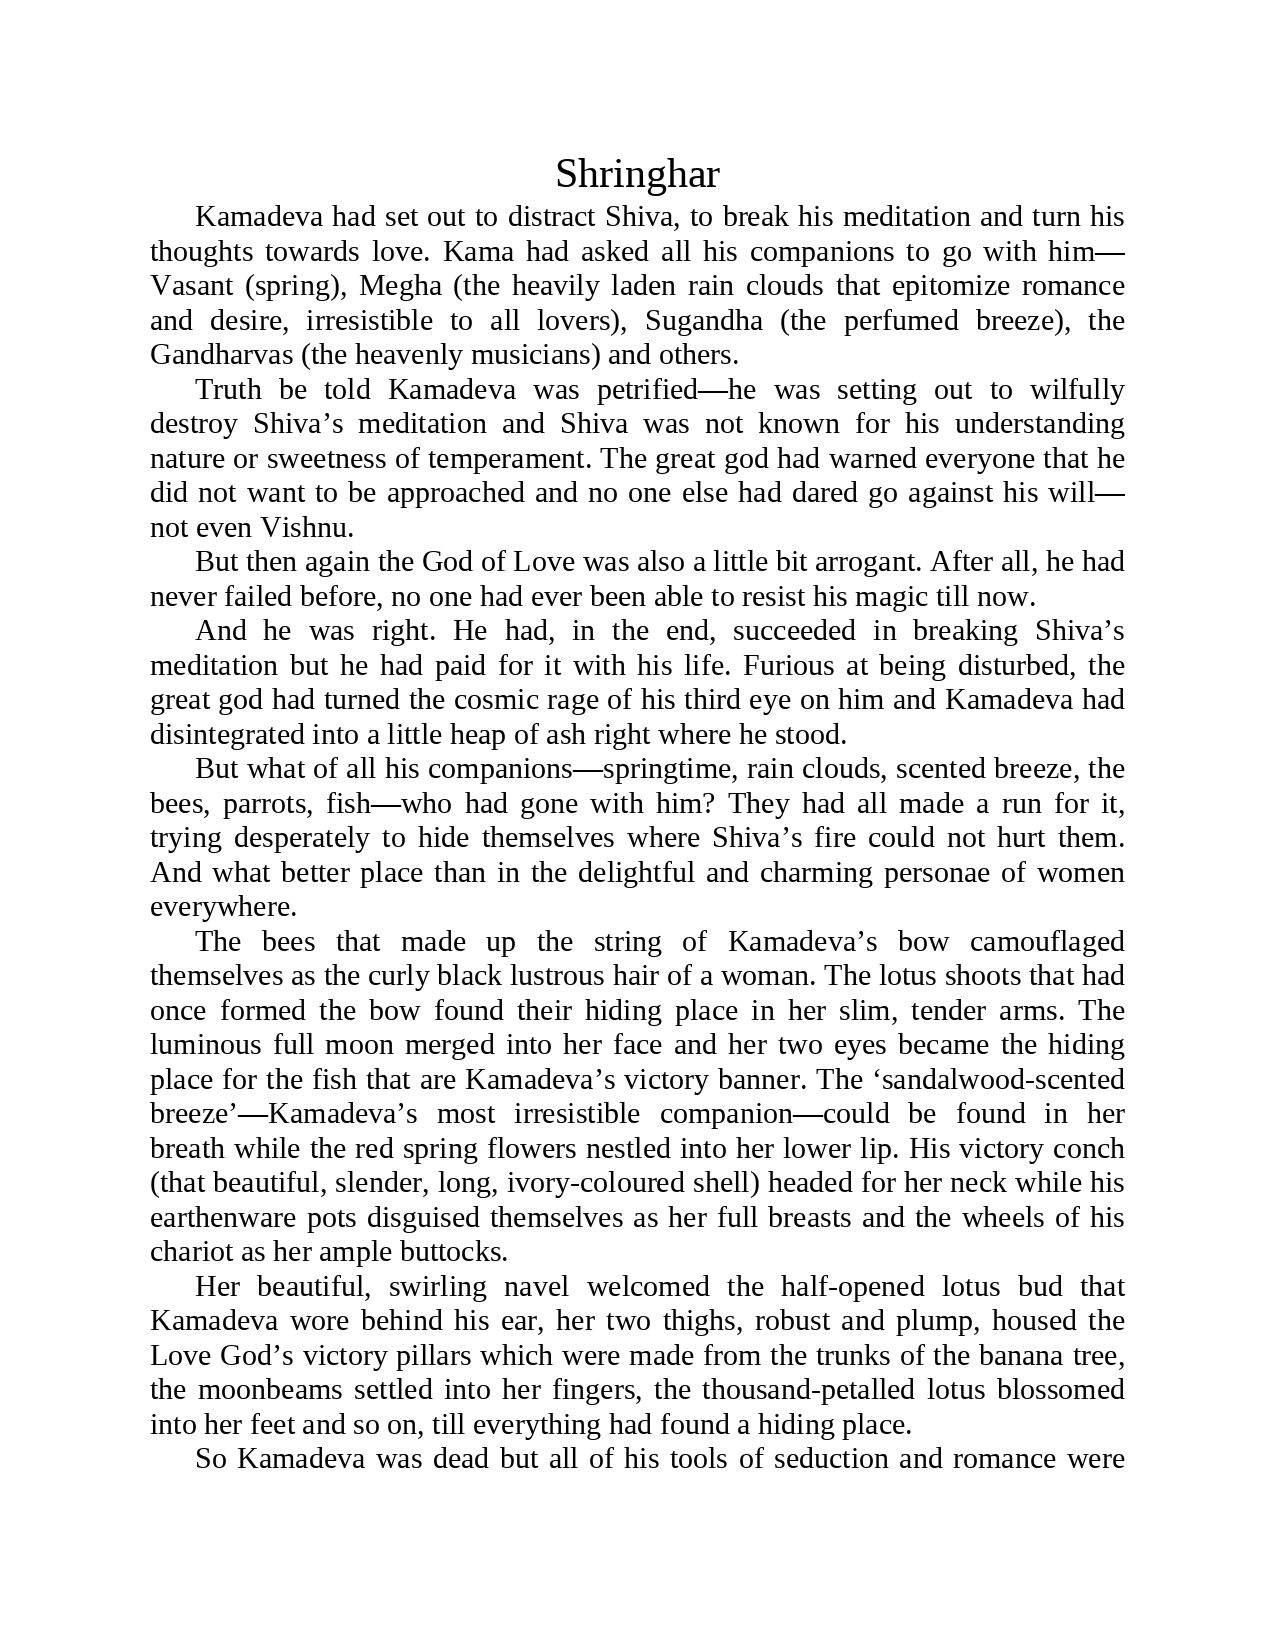 Shringhar
Kamadeva had set out to distract Shiva, to break his meditation and turn his
thoughts towards love. Kama had asked all his companions to go with him—
Vasant (spring), Megha (the heavily laden rain clouds that epitomize romance
and desire, irresistible to all lovers), Sugandha (the perfumed breeze), the
Gandharvas (the heavenly musicians) and others.
Truth be told Kamadeva was petrified—he was setting out to wilfully
destroy Shiva’s meditation and Shiva was not known for his understanding
nature or sweetness of temperament. The great god had warned everyone that he
did not want to be approached and no one else had dared go against his will—
not even Vishnu.
But then again the God of Love was also a little bit arrogant. After all, he had
never failed before, no one had ever been able to resist his magic till now.
And he was right. He had, in the end, succeeded in breaking Shiva’s
meditation but he had paid for it with his life. Furious at being disturbed, the
great god had turned the cosmic rage of his third eye on him and Kamadeva had
disintegrated into a little heap of ash right where he stood.
But what of all his companions—springtime, rain clouds, scented breeze, the
bees, parrots, fish—who had gone with him? They had all made a run for it,
trying desperately to hide themselves where Shiva’s fire could not hurt them.
And what better place than in the delightful and charming personae of women
everywhere.
The bees that made up the string of Kamadeva’s bow camouflaged
themselves as the curly black lustrous hair of a woman. The lotus shoots that had
once formed the bow found their hiding place in her slim, tender arms. The
luminous full moon merged into her face and her two eyes became the hiding
place for the fish that are Kamadeva’s victory banner. The ‘sandalwood-scented
breeze’—Kamadeva’s most irresistible companion—could be found in her
breath while the red spring flowers nestled into her lower lip. His victory conch
(that beautiful, slender, long, ivory-coloured shell) headed for her neck while his
earthenware pots disguised themselves as her full breasts and the wheels of his
chariot as her ample buttocks.
Her beautiful, swirling navel welcomed the half-opened lotus bud that
Kamadeva wore behind his ear, her two thighs, robust and plump, housed the
Love God’s victory pillars which were made from the trunks of the banana tree,
the moonbeams settled into her fingers, the thousand-petalled lotus blossomed
into her feet and so on, till everything had found a hiding place.
So Kamadeva was dead but all of his tools of seduction and romance were